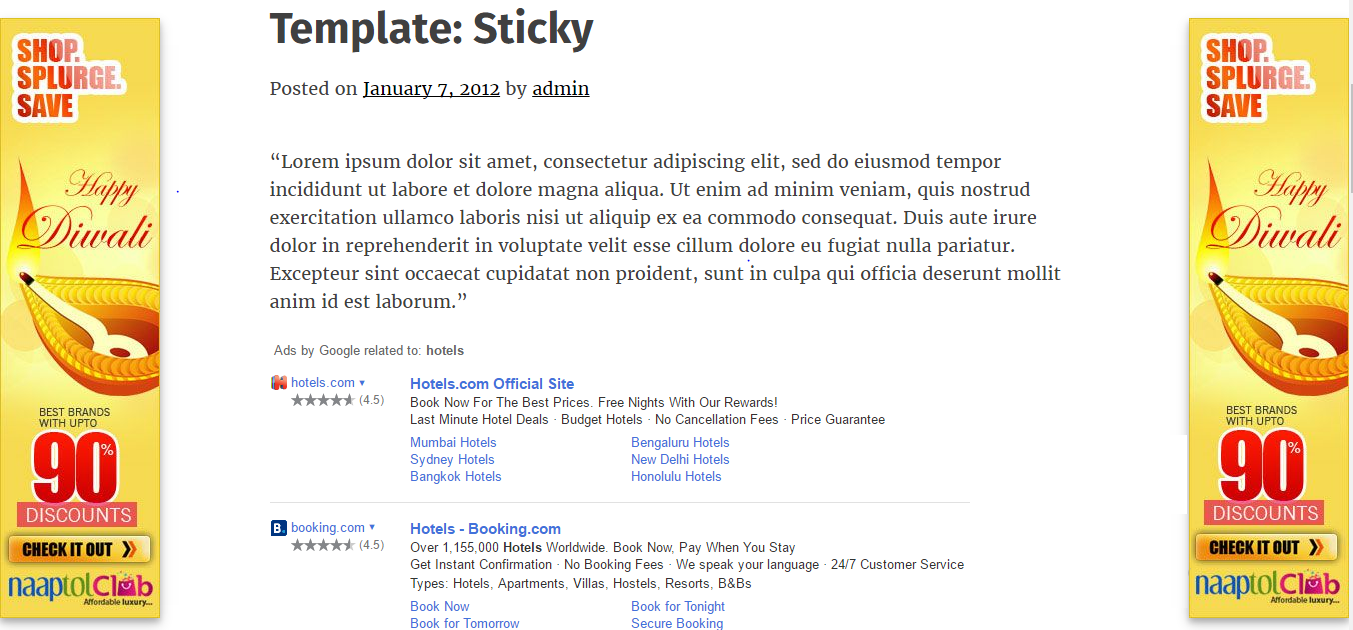 SHOP.
SPLURGE.
SAVE
Happy
Diwali
BEST BRANDS
WITH UPTO
90%
DISCOUNTS
CHECK IT OUT
naaptolClub
Affordable luxury...
Template: Sticky
Posted on January 7, 2012 by admin
“Lorem ipsum dolor sit amet, consectetur adipiscing elit, sed do eiusmod tempor
incididunt ut labore et dolore magna aliqua. Ut enim ad minim veniam, quis nostrud
exercitation ullamco laboris nisi ut aliquip ex ea commodo consequat. Duis aute irure
dolor in reprehenderit in voluptate velit esse cillum dolore eu fugiat nulla pariatur.
Excepteur sint occaecat cupidatat non proident, sunt in culpa qui officia deserunt mollit
anim id est laborum.”
Ads by Google related to: hotels
hotels.com
(4.5)
Hotels.com Official Site
Book Now For The Best Prices. Free Nights With Our Rewards!
Last Minute Hotel Deals · Budget Hotels · No Cancellation Fees · Price Guarantee
Mumbai Hotels Bengaluru Hotels
Sydney Hotels New Delhi Hotels
Bangkok Hotels Honolulu Hotels
B. booking.com
(4.5)
Hotels - Booking.com
Over 1,155,000 Hotels Worldwide. Book Now, Pay When You Stay
Get Instant Confirmation · No Booking Fees · We speak your language · 24/7 Customer Service
Types: Hotels, Apartments, Villas, Hostels, Resorts, B&Bs
Book Now Book for Tonight
Book for Tomorrow Secure Booking
SHOP.
SPLURGE.
SAVE
Happy
Diwali
BEST BRANDS
WITH UPTO
90%
DISCOUNTS
CHECK IT OUT
naaptolClub
Affordable luxury...